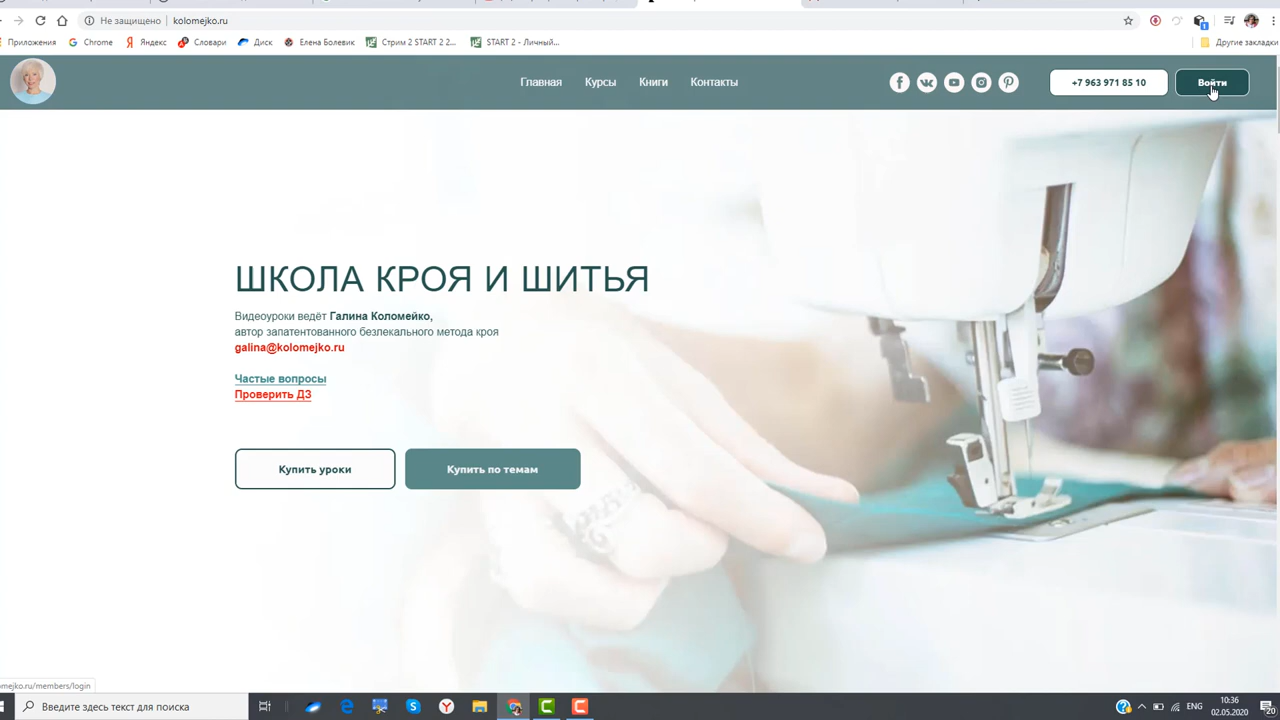 Не защищено | kolomejko.ru
Приложения Chrome Яндекс Словари Диск Елена Болевик Стрим 2 START 2 2... START 2 - Личный... Другие закладки
Главная Курсы Книги Контакты +7 963 971 85 10 Войти
ШКОЛА КРОЯ И ШИТЬЯ
Видеоуроки ведёт Галина Коломейко,
автор запатентованного безлекального метода кроя
galina@kolomejko.ru
Частые вопросы
Проверить ДЗ
Купить уроки Купить по темам
omejko.ru/members/login
Введите здесь текст для поиска
ENG
10:36
02.05.2020
20